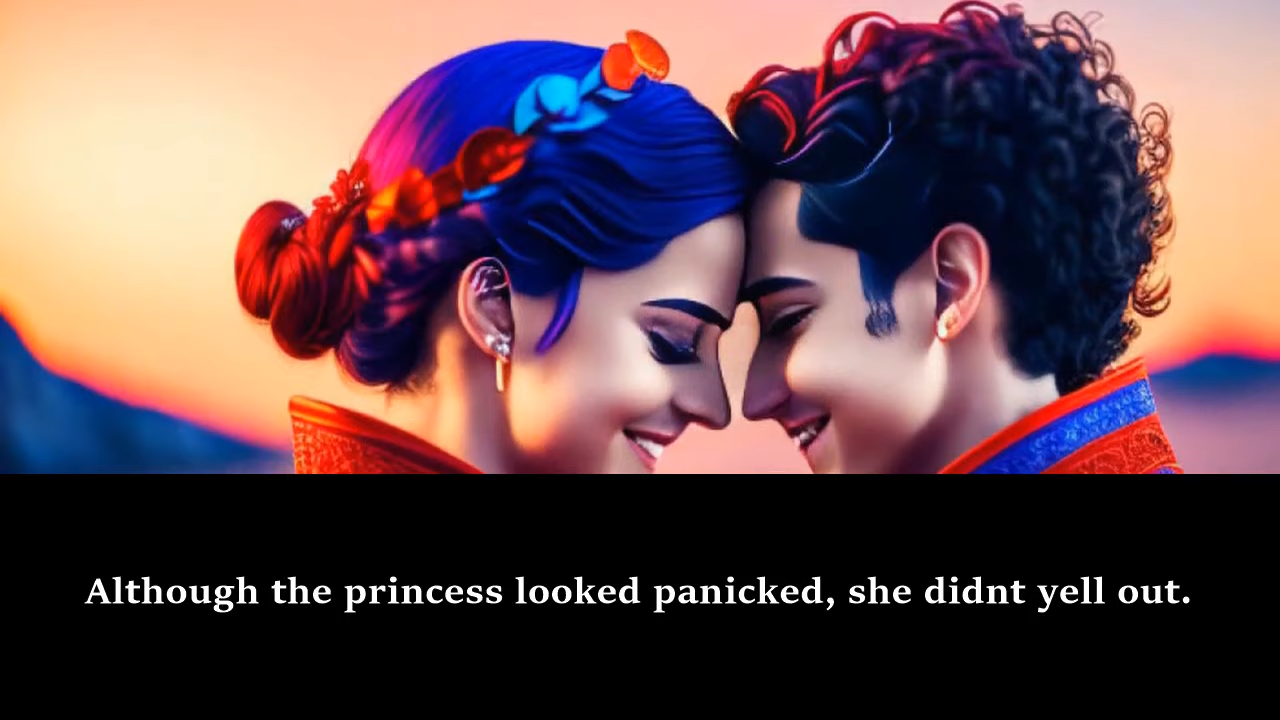 Although the princess looked panicked, she didnt yell out.